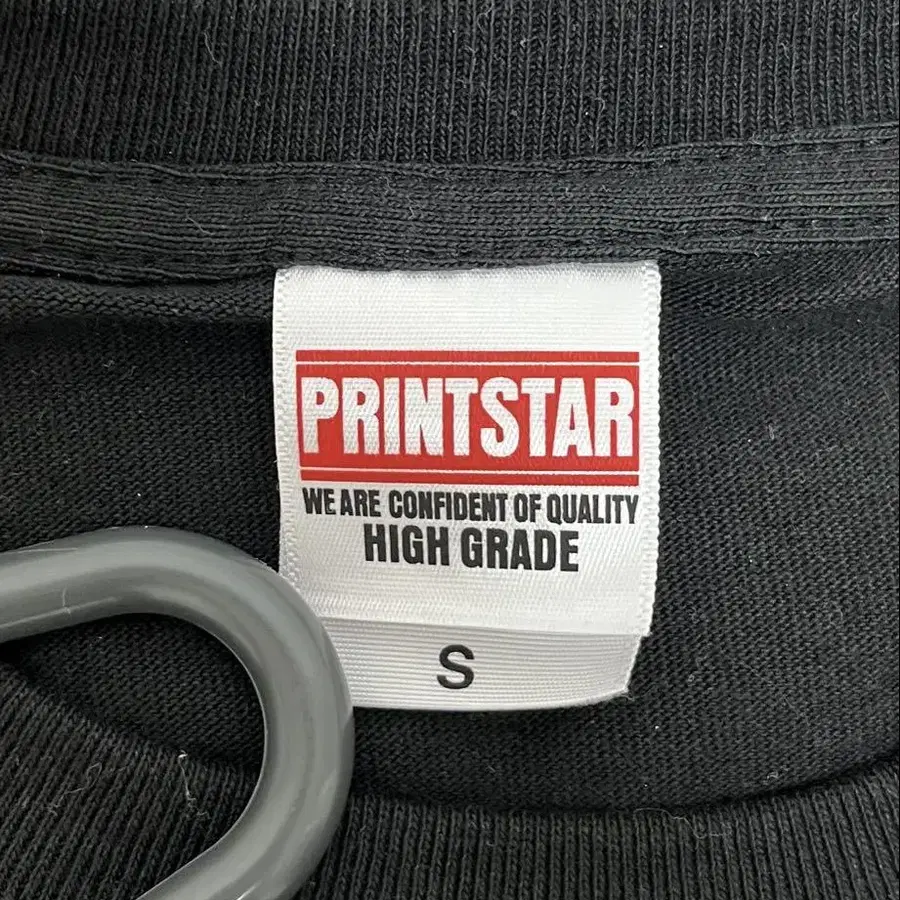 PRINTSTAR
WE ARE CONFIDENT OF QUALITY
HIGH GRADE
S